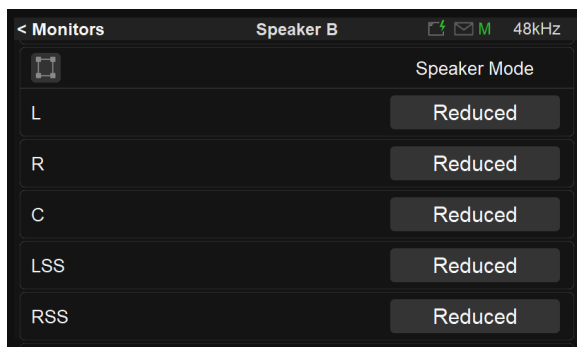 < Monitors Speaker B M 48kHz
Speaker Mode
L Reduced
R Reduced
C Reduced
LSS Reduced
RSS Reduced